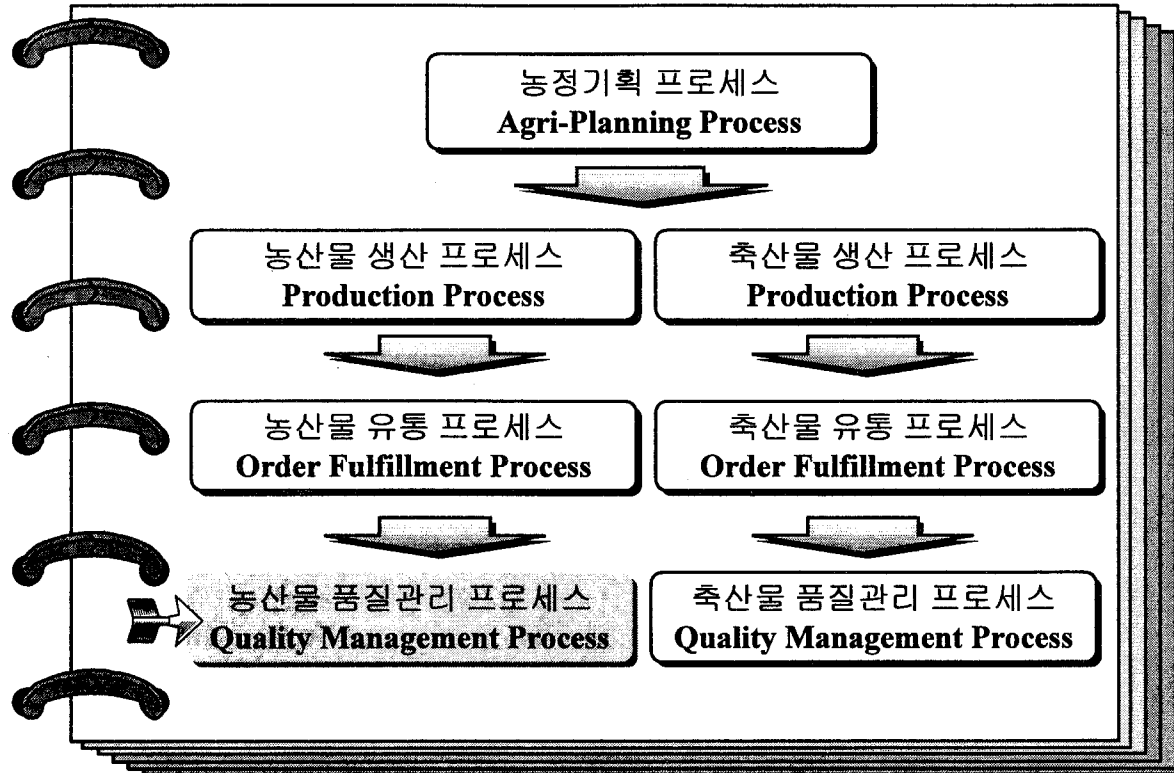 농정기획 프로세스
Agri-Planning Process
농산물 생산 프로세스
Production Process
축산물 생산 프로세스
Production Process
농산물 유통 프로세스
Order Fulfillment Process
축산물 유통 프로세스
Order Fulfillment Process
농산물 품질관리 프로세스
Quality Management Process
축산물 품질관리 프로세스
Quality Management Process